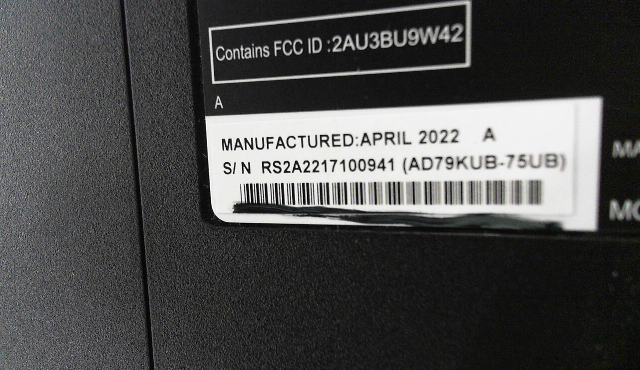 Contains FCC ID :2AU3BU9W42
A
MANUFACTURED:APRIL 2022 A
S/N RS2A2217100941 (AD79KUB-75UB)